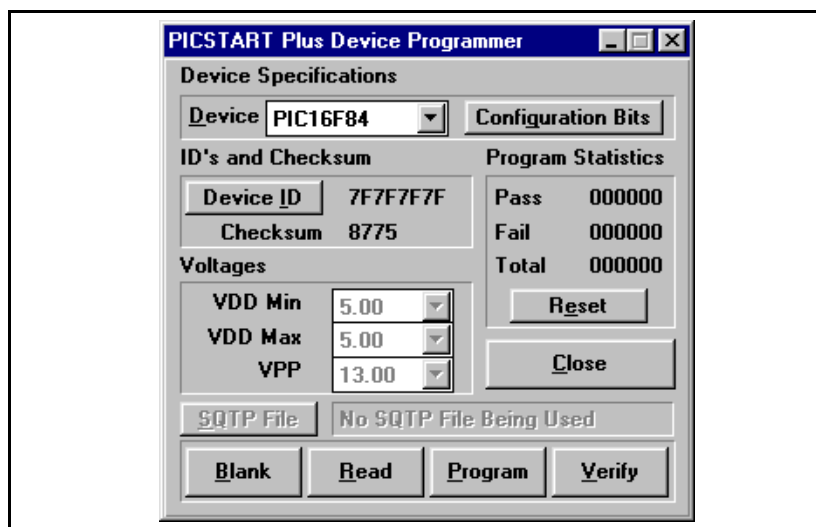 PICSTART Plus Device Programmer
Device Specifications
Device PIC16F84 Configuration Bits
ID's and Checksum
Device ID 7F7F7F7F
Checksum 8775
Program Statistics
Pass 000000
Fail 000000
Total 000000
Reset
Voltages
VDD Min 5.00
VDD Max 5.00
VPP 13.00
Close
SQTP File No SQTP File Being Used
Blank Read Program Verify